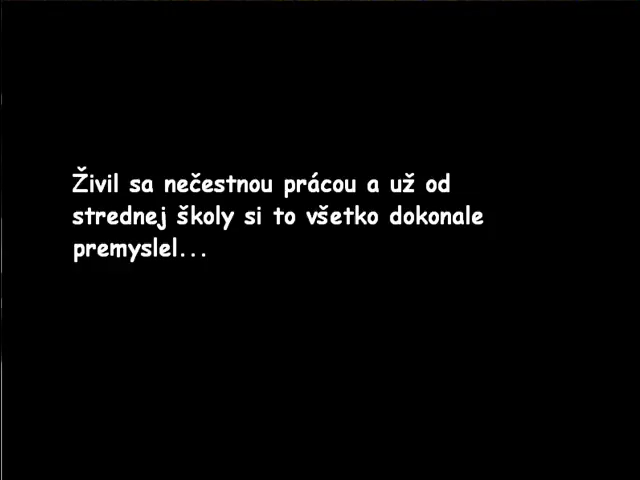 Živil sa nečestnou prácou a už od
strednej školy si to všetko dokonale
premyslel...